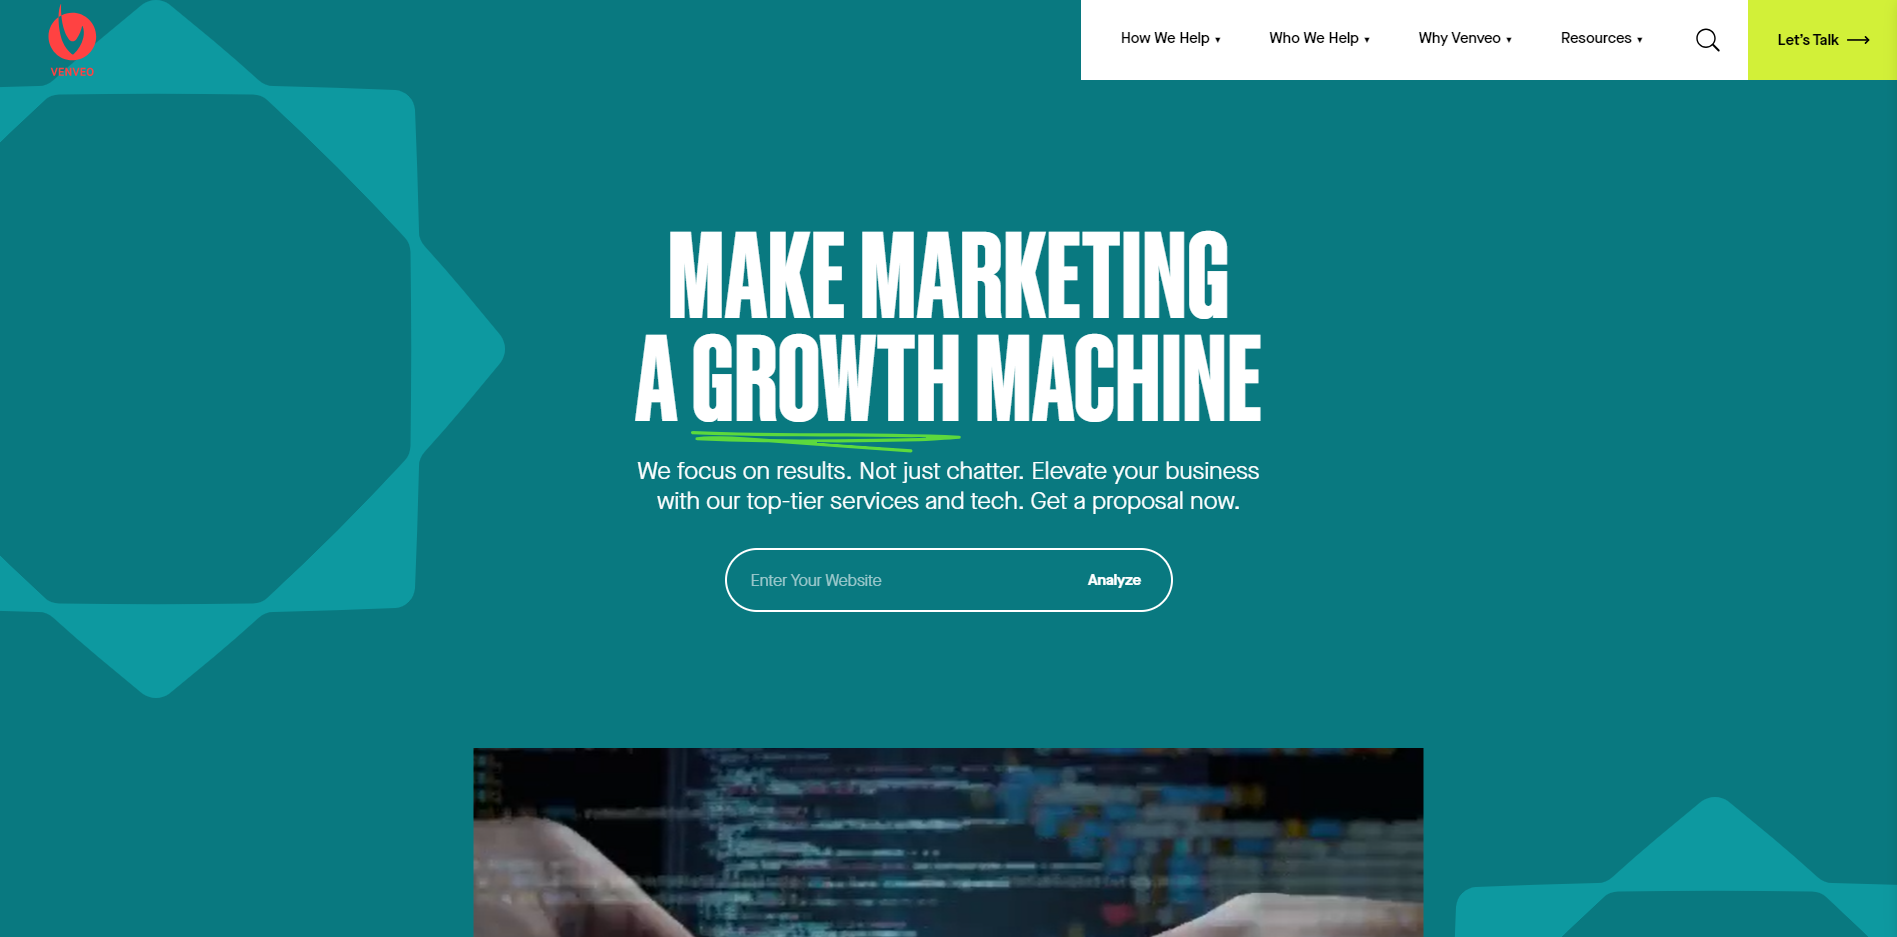 VENVEO
How We Help ▾
Who We Help ▾
Why Venveo ▾
Resources ▾
Let's Talk
MAKE MARKETING
A GROWTH MACHINE
We focus on results. Not just chatter. Elevate your business
with our top-tier services and tech. Get a proposal now.
Enter Your Website
Analyze